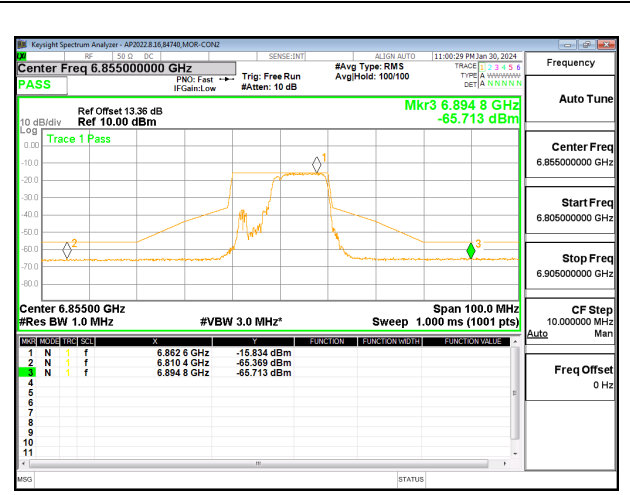 Keysight Spectrum Analyzer - AP2022.8.16,84740,MOR-CON2
RF 50 Ω DC SENSE:INT ALIGN AUTO 11:00:29 PM Jan 30, 2024
Center Freq 6.855000000 GHz
PASS
PNO: Fast
IFGain:Low
Trig: Free Run
#Atten: 10 dB
#Avg Type: RMS
Avg|Hold: 100/100
TRACE 1 2 3 4 5 6
TYPE A WWWWW
DET A N N N N N
Ref Offset 13.36 dB
Ref 10.00 dBm
10 dB/div
Log
Mkr3 6.894 8 GHz
-65.713 dBm
Trace 1 Pass
0.00
-10.0
-20.0
-30.0
-40.0
-50.0
-60.0
-70.0
-80.0
1
2
3
Center 6.85500 GHz
Span 100.0 MHz
#Res BW 1.0 MHz
#VBW 3.0 MHz*
Sweep 1.000 ms (1001 pts)
MKR MODE TRC SCL X Y FUNCTION FUNCTION WIDTH FUNCTION VALUE
1 N 1 f 6.862 6 GHz -15.834 dBm
2 N 1 f 6.810 4 GHz -65.369 dBm
3 N 1 f 6.894 8 GHz -65.713 dBm
4
5
6
7
8
9
10
11
MSG
STATUS
Frequency
Auto Tune
Center Freq
6.855000000 GHz
Start Freq
6.805000000 GHz
Stop Freq
6.905000000 GHz
CF Step
10.000000 MHz
Auto Man
Freq Offset
0 Hz